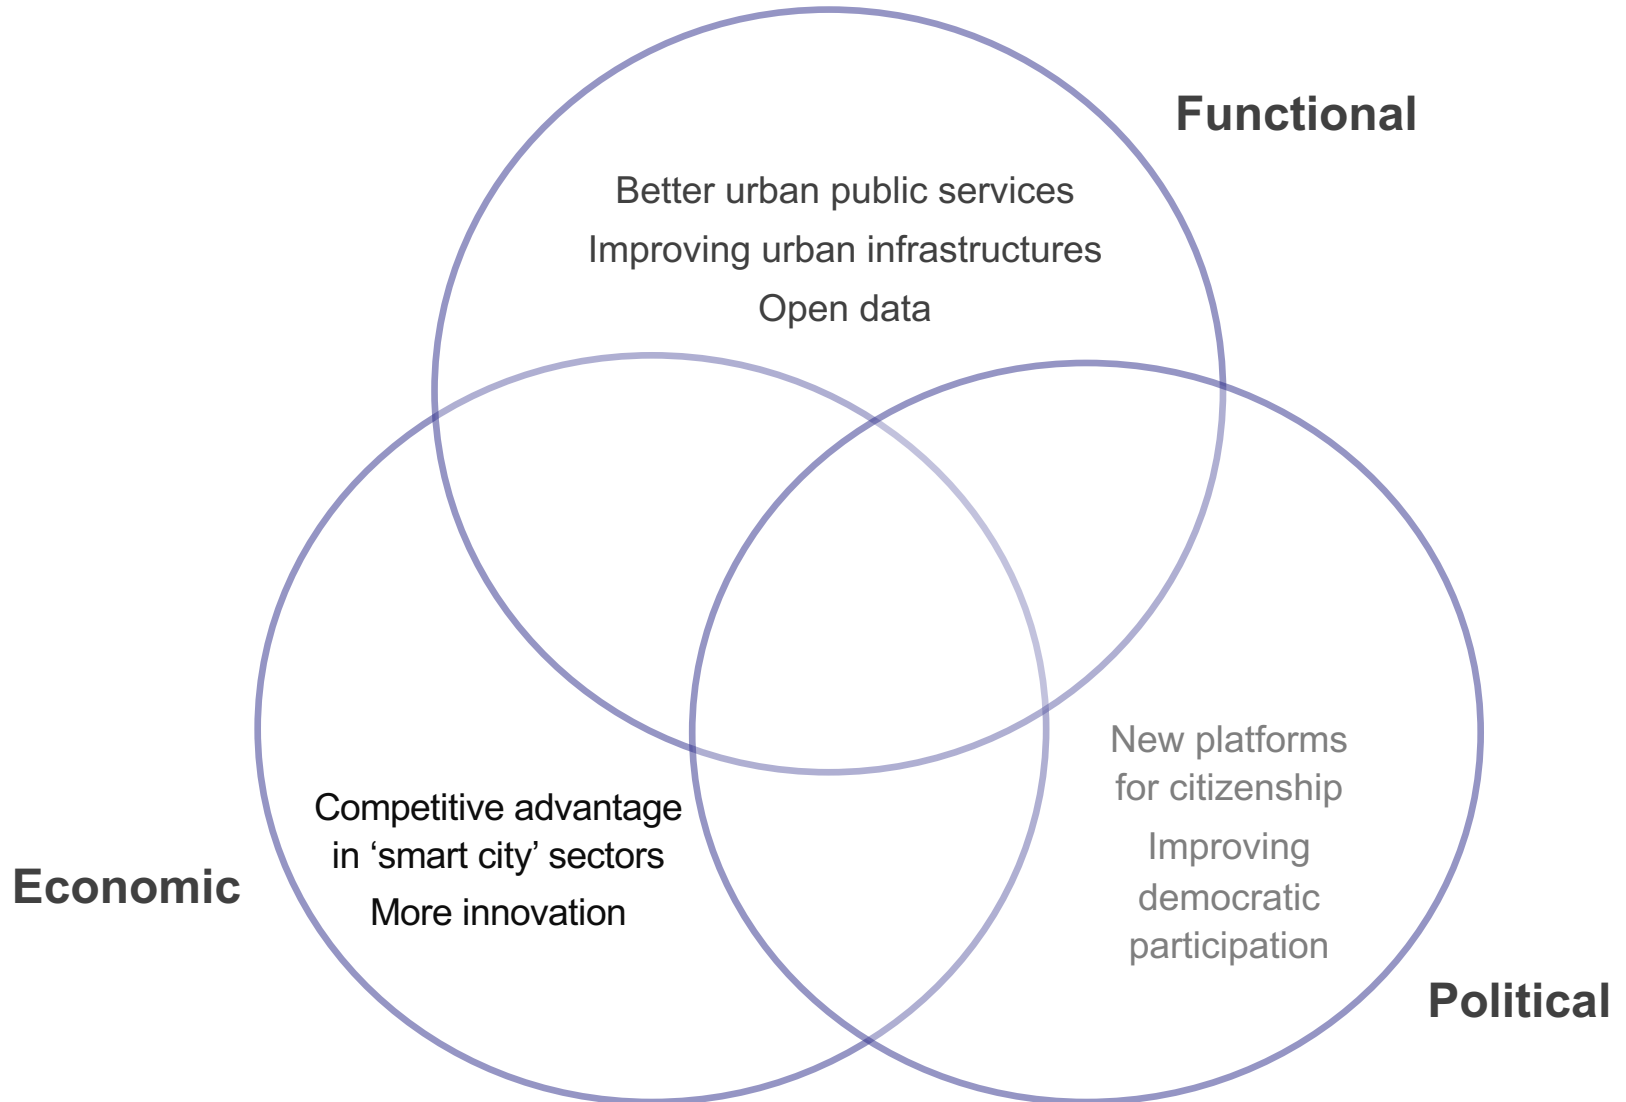 Functional
Better urban public services
Improving urban infrastructures
Open data
New platforms
for citizenship
Improving
democratic
participation
Competitive advantage
in ‘smart city’ sectors
More innovation
Economic
Political